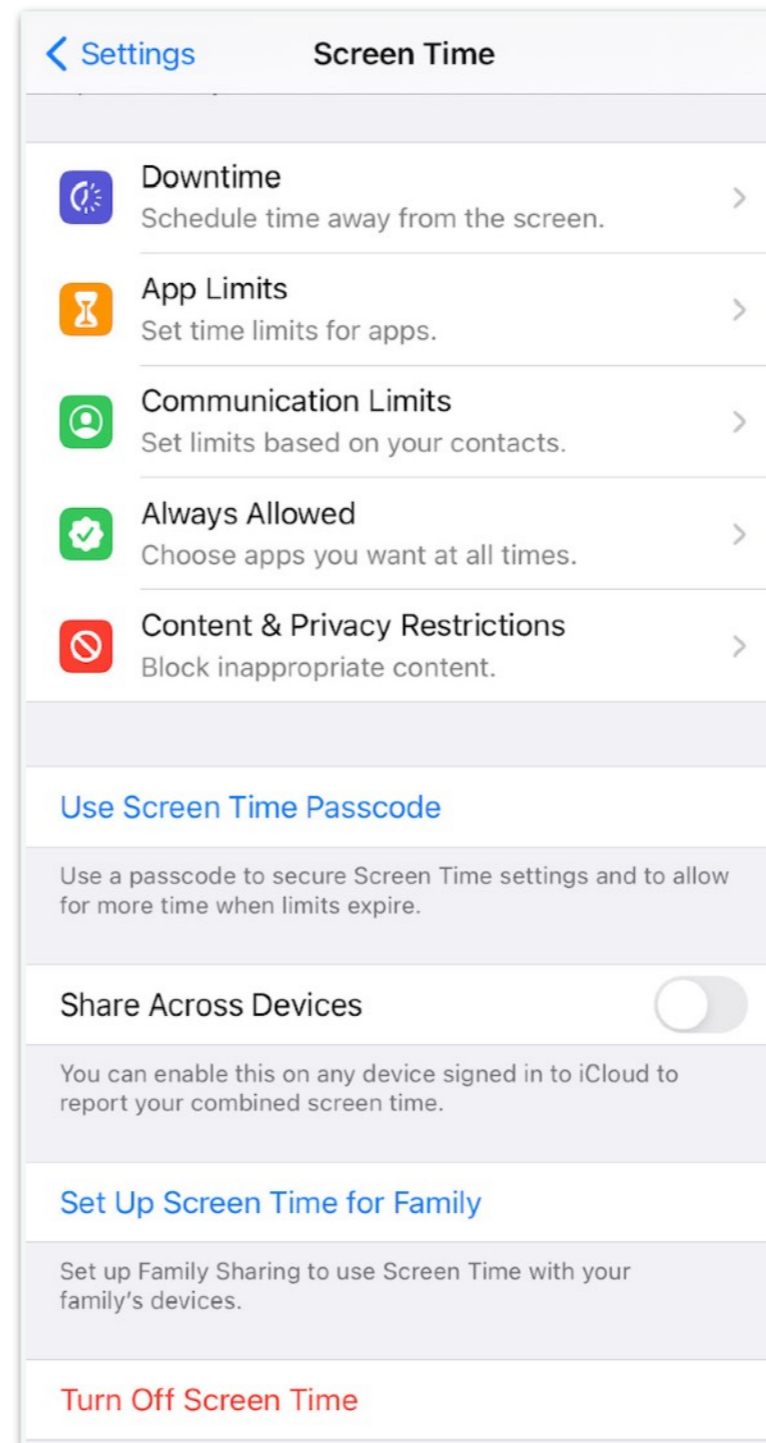 Settings
Screen Time
Downtime
Schedule time away from the screen.
App Limits
Set time limits for apps.
Communication Limits
Set limits based on your contacts.
Always Allowed
Choose apps you want at all times.
Content & Privacy Restrictions
Block inappropriate content.
Use Screen Time Passcode
Use a passcode to secure Screen Time settings and to allow
for more time when limits expire.
Share Across Devices
You can enable this on any device signed in to iCloud to
report your combined screen time.
Set Up Screen Time for Family
Set up Family Sharing to use Screen Time with your
family's devices.
Turn Off Screen Time